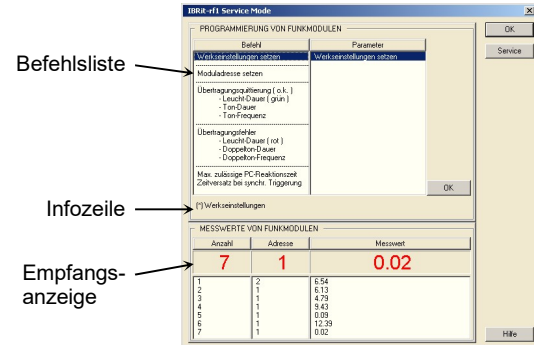 IBRit-rf1 Service Mode
PROGRAMMIERUNG VON FUNKMODULEN
OK
Service
Befehl Parameter
Werkseinstellungen setzen Werkseinstellungen setzen
Befehlsliste
Moduladresse setzen
Übertragungsquittierung ( o.k. )
- Leucht-Dauer ( grün )
- Ton-Dauer
- Ton-Frequenz
Übertragungsfehler
- Leucht-Dauer ( rot )
- Doppelton-Dauer
- Doppelton-Frequenz
Max. zulässige PC-Reaktionszeit
Zeitversatz bei synchr. Triggerung
OK
Infozeile
(*) Werkseinstellungen
MESSWERTE VON FUNKMODULEN
Anzahl Adresse Messwert
Empfangs-
anzeige
7 1 0.02
1 2 6.54
2 1 6.13
3 1 4.79
4 1 9.43
5 1 0.09
6 1 12.39
7 1 0.02
Hilfe